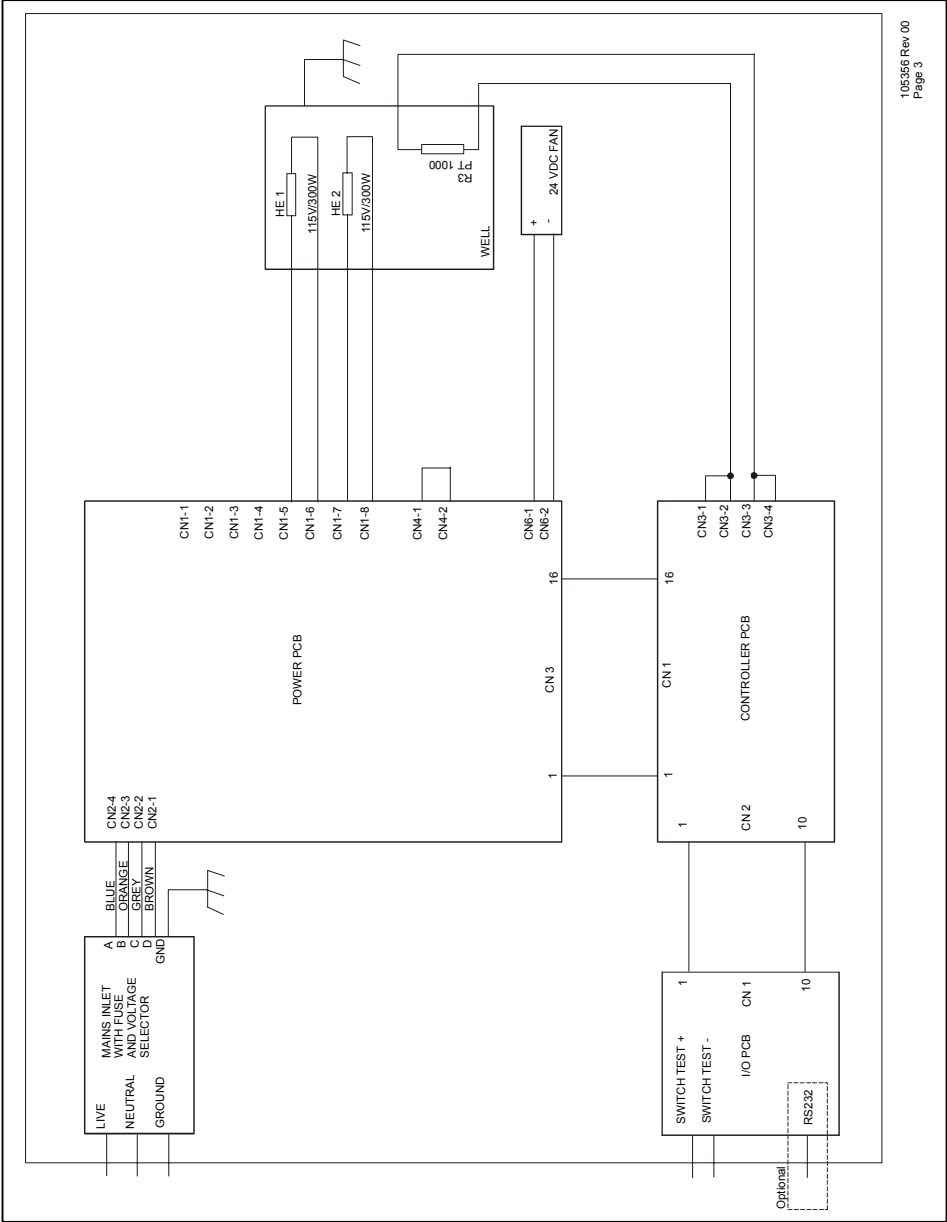 105356 Rev 00
Page 3
LIVE
NEUTRAL
GROUND
MAINS INLET
WITH FUSE
AND VOLTAGE
SELECTOR
A
B
C
D
GND
BLUE
ORANGE
GREY
BROWN
CN2-4
CN2-3
CN2-2
CN2-1
POWER PCB
CN1-1
CN1-2
CN1-3
CN1-4
CN1-5
CN1-6
CN1-7
CN1-8
CN4-1
CN4-2
CN6-1
CN6-2
1
CN 3
16
HE 1
115V/300W
HE 2
115V/300W
R3
PT 1000
WELL
+
-
24 VDC FAN
SWITCH TEST +
SWITCH TEST -
I/O PCB
Optional
RS232
1
CN 1
10
1
CN 2
10
1
CN 1
16
CONTROLLER PCB
CN3-1
CN3-2
CN3-3
CN3-4